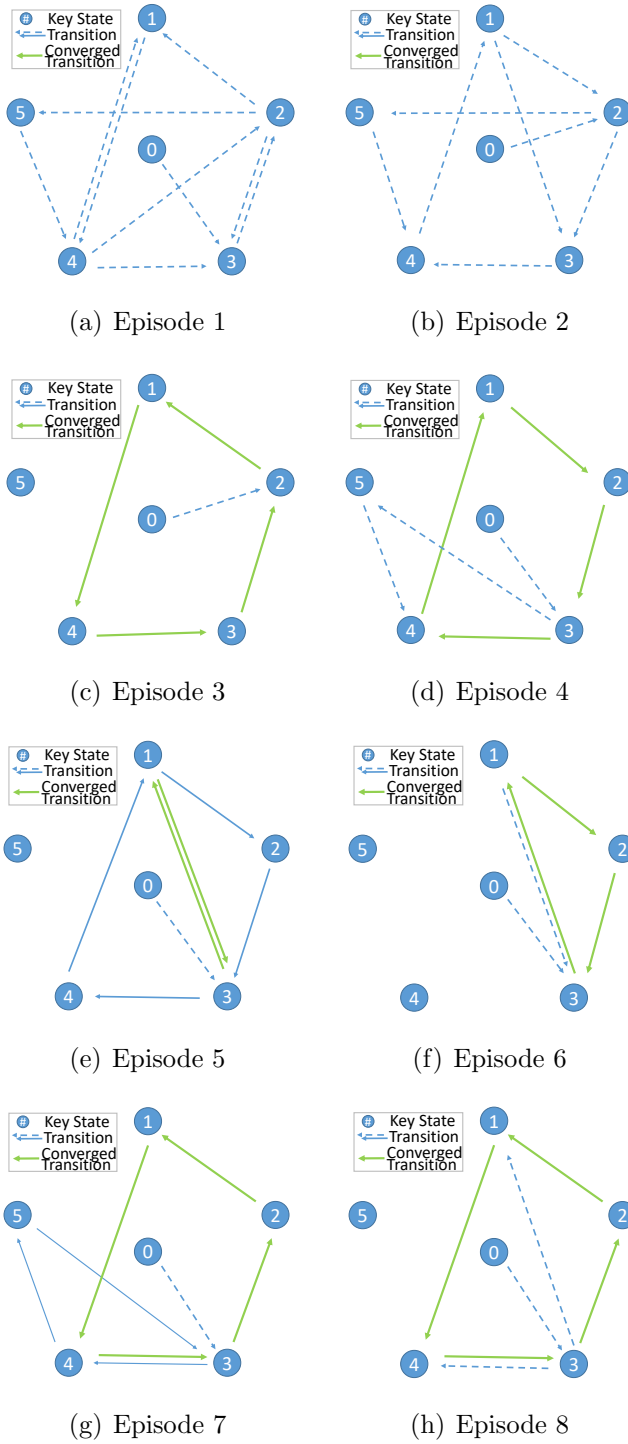 # Key State
Transition
Converged
Transition
1
5
2
0
4
3
(a) Episode 1
# Key State
Transition
Converged
Transition
1
5
2
0
4
3
(b) Episode 2
# Key State
Transition
Converged
Transition
1
5
2
0
4
3
(c) Episode 3
# Key State
Transition
Converged
Transition
1
5
2
0
4
3
(d) Episode 4
# Key State
Transition
Converged
Transition
1
5
2
0
4
3
(e) Episode 5
# Key State
Transition
Converged
Transition
1
5
2
0
4
3
(f) Episode 6
# Key State
Transition
Converged
Transition
1
5
2
0
4
3
(g) Episode 7
# Key State
Transition
Converged
Transition
1
5
2
0
4
3
(h) Episode 8